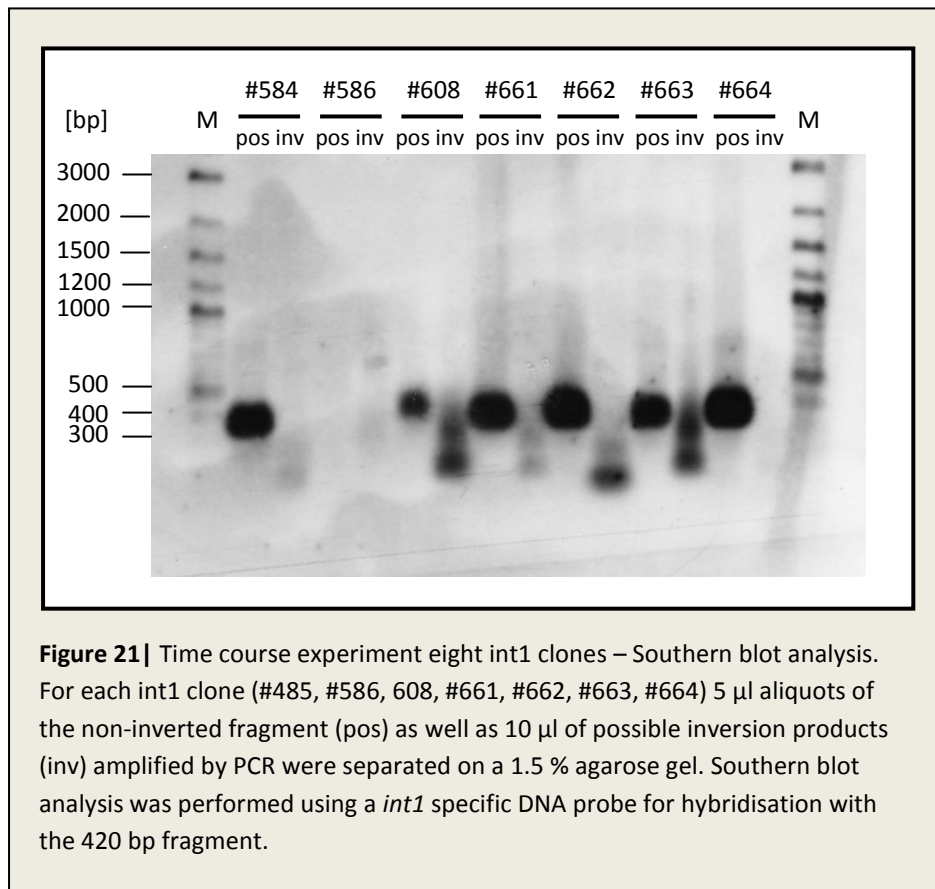 #584 #586 #608 #661 #662 #663 #664
[bp] M M
pos inv pos inv pos inv pos inv pos inv pos inv pos inv
3000
2000
1500
1200
1000
500
400
300
Figure 21| Time course experiment eight int1 clones – Southern blot analysis.
For each int1 clone (#485, #586, 608, #661, #662, #663, #664) 5 µl aliquots of
the non-inverted fragment (pos) as well as 10 µl of possible inversion products
(inv) amplified by PCR were separated on a 1.5 % agarose gel. Southern blot
analysis was performed using a int1 specific DNA probe for hybridisation with
the 420 bp fragment.